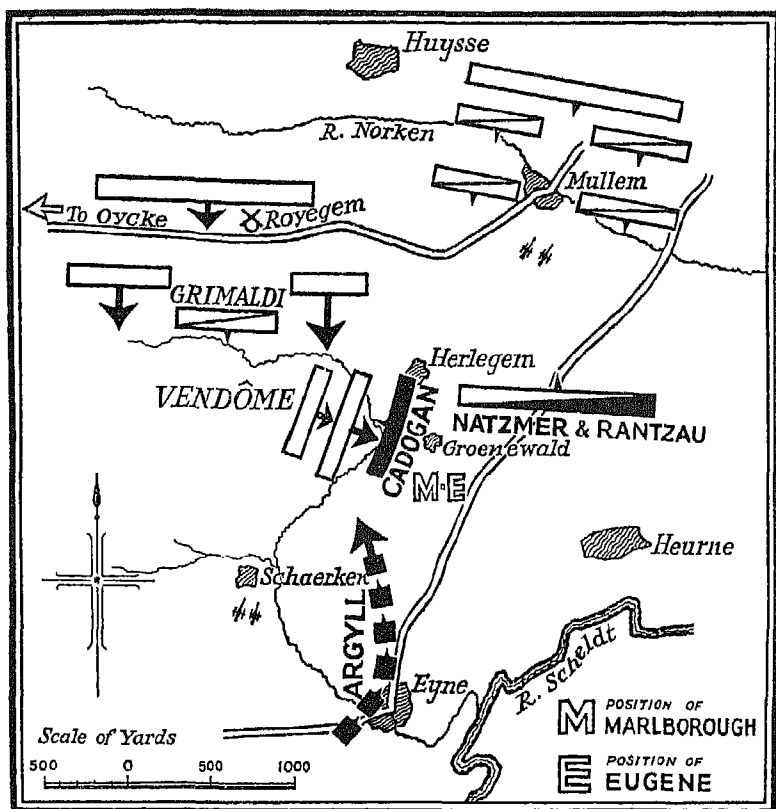 Huysse
R. Norken
Mullem
To Oycke
Royegem
GRIMALDI
Herlegem
VENDÔME
CADOGAN
NATZMER & RANTZAU
Groenewald
M·E
Heurne
Schaerken
ARGYLL
Eyne
R. Scheldt
M POSITION OF
MARLBOROUGH
E POSITION OF
EUGENE
Scale of Yards
500 0 500 1000